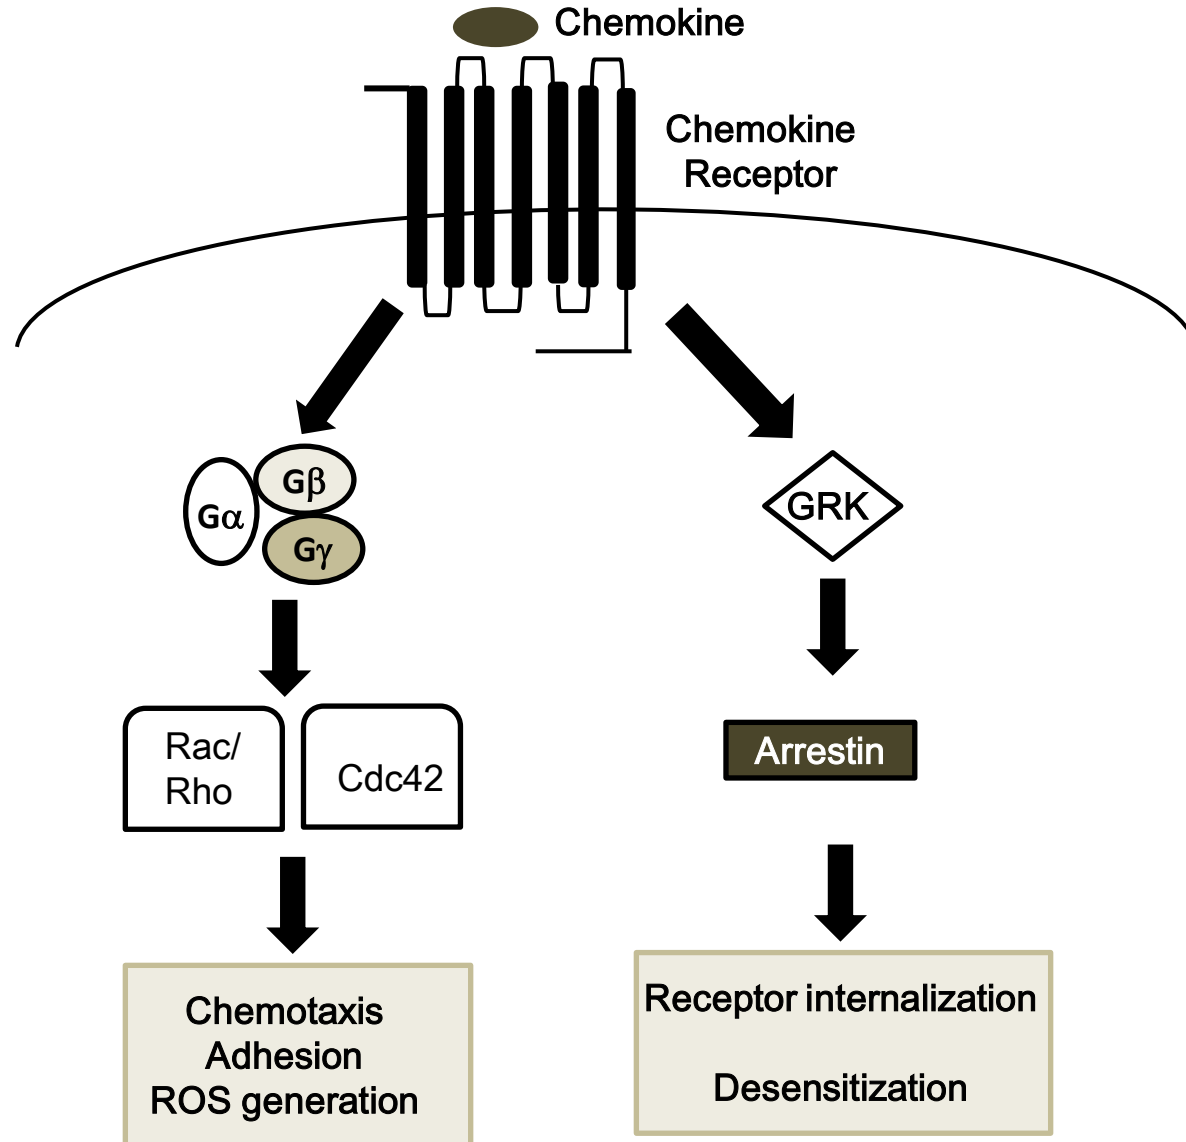 Chemokine
Chemokine
Receptor
Gα
Gβ
Gγ
GRK
Rac/
Rho
Cdc42
Arrestin
Chemotaxis
Adhesion
ROS generation
Receptor internalization
Desensitization